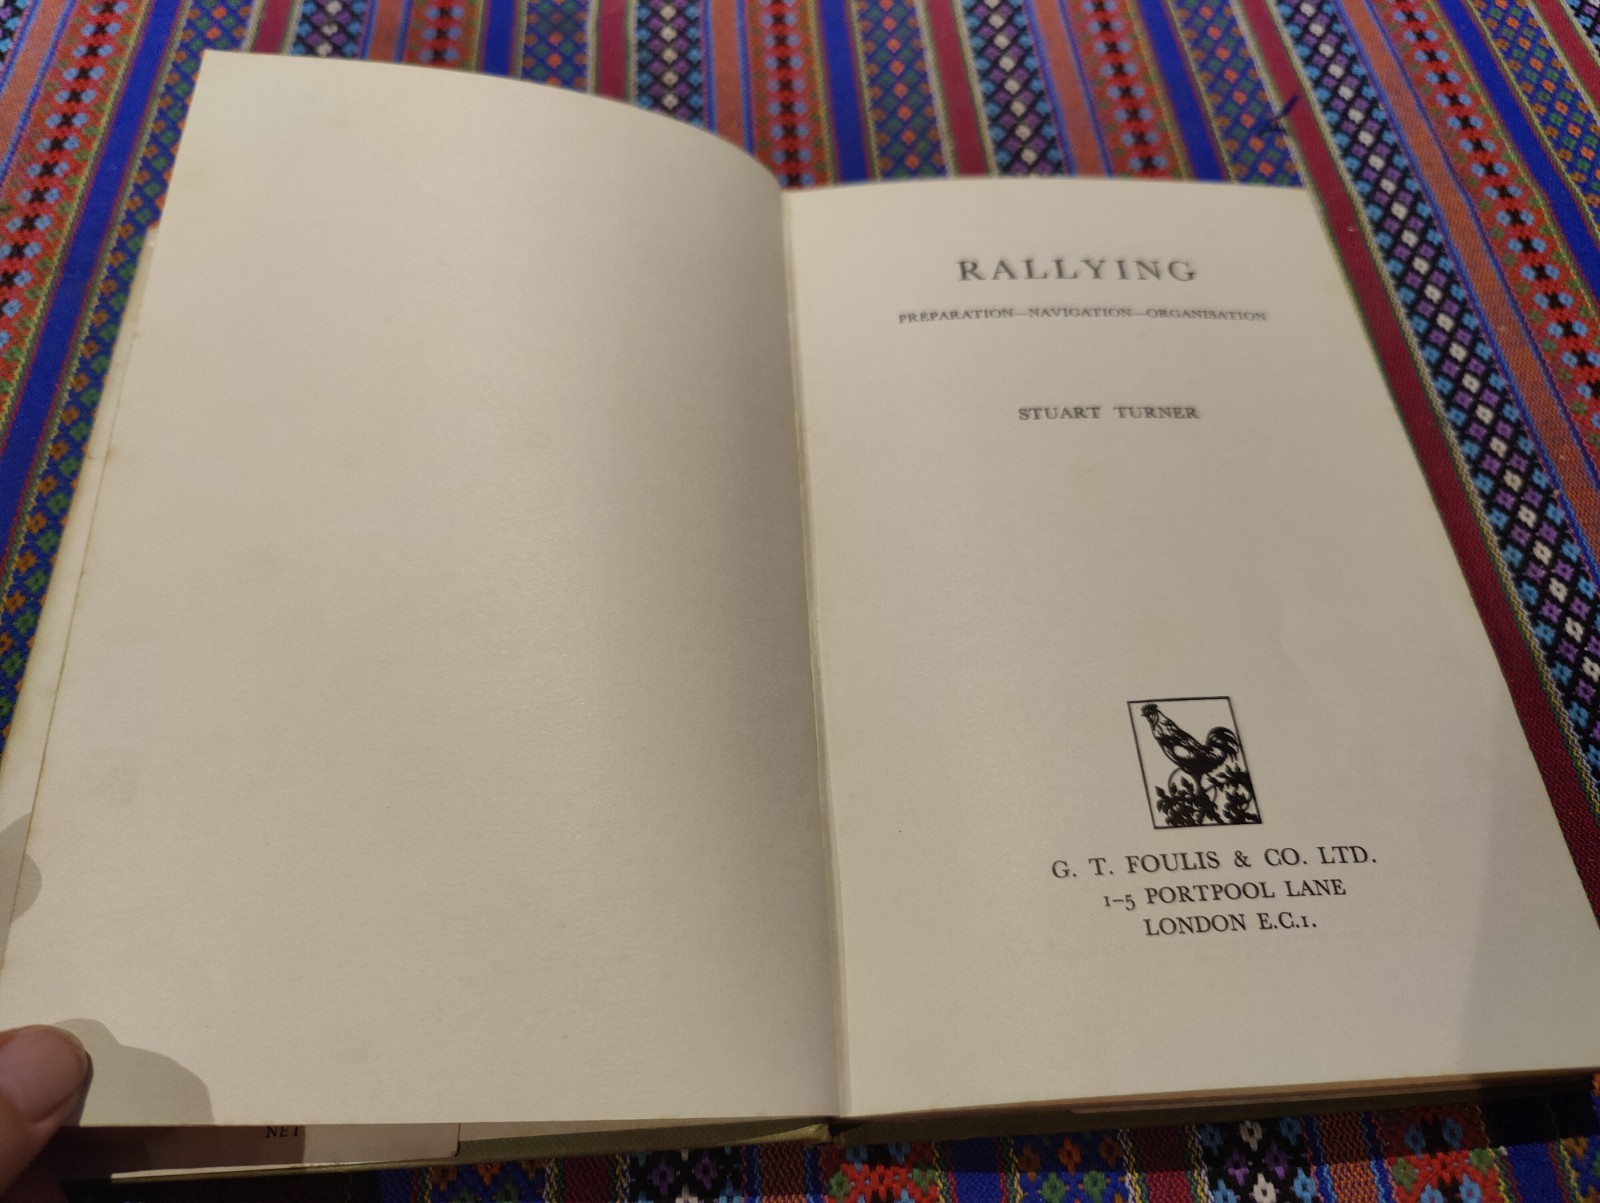 RALLYING
PREPARATION—NAVIGATION—ORGANISATION
STUART TURNER
G. T. FOULIS & CO. LTD.
1–5 PORTPOOL LANE
LONDON E.C.1.
NET